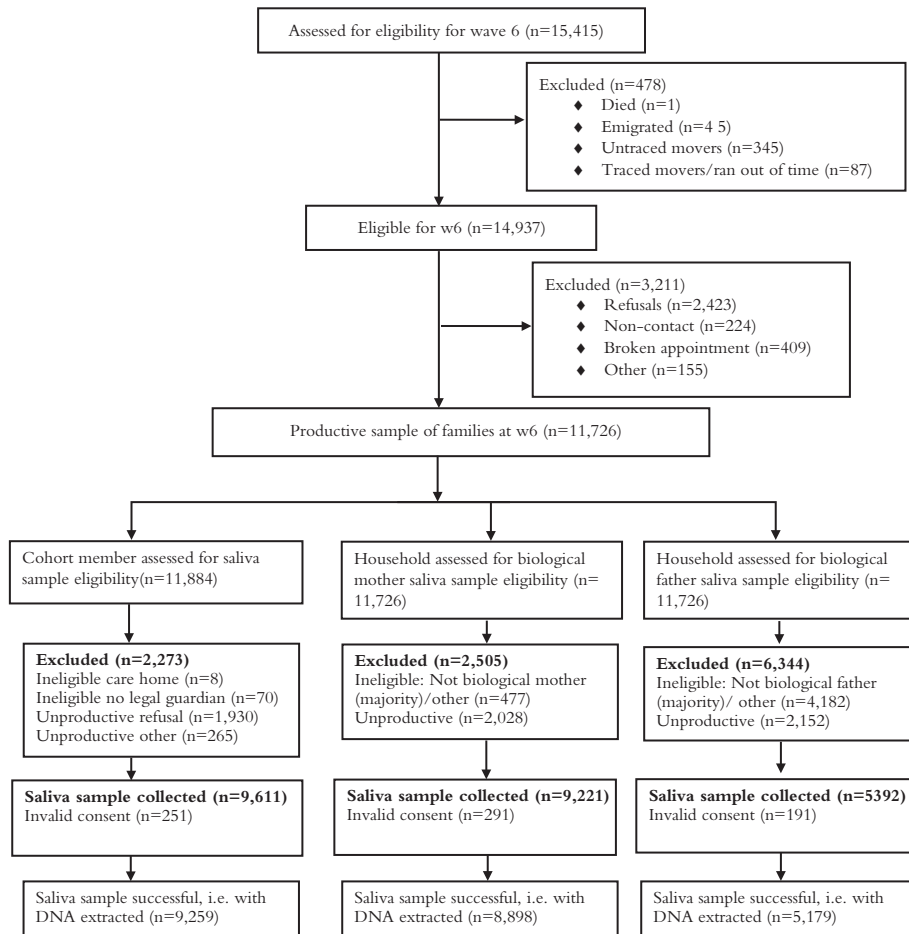 Assessed for eligibility for wave 6 (n=15,415)
Excluded (n=478)
♦ Died (n=1)
♦ Emigrated (n=4 5)
♦ Untraced movers (n=345)
♦ Traced movers/ran out of time (n=87)
Eligible for w6 (n=14,937)
Excluded (n=3,211)
♦ Refusals (n=2,423)
♦ Non-contact (n=224)
♦ Broken appointment (n=409)
♦ Other (n=155)
Productive sample of families at w6 (n=11,726)
Cohort member assessed for saliva
sample eligibility(n=11,884)
Excluded (n=2,273)
Ineligible care home (n=8)
Ineligible no legal guardian (n=70)
Unproductive refusal (n=1,930)
Unproductive other (n=265)
Saliva sample collected (n=9,611)
Invalid consent (n=251)
Saliva sample successful, i.e. with
DNA extracted (n=9,259)
Household assessed for biological
mother saliva sample eligibility (n=
11,726)
Excluded (n=2,505)
Ineligible: Not biological mother
(majority)/other (n=477)
Unproductive (n=2,028)
Saliva sample collected (n=9,221)
Invalid consent (n=291)
Saliva sample successful, i.e. with
DNA extracted (n=8,898)
Household assessed for biological
father saliva sample eligibility (n=
11,726)
Excluded (n=6,344)
Ineligible: Not biological father
(majority)/ other (n=4,182)
Unproductive (n=2,152)
Saliva sample collected (n=5392)
Invalid consent (n=191)
Saliva sample successful, i.e. with
DNA extracted (n=5,179)